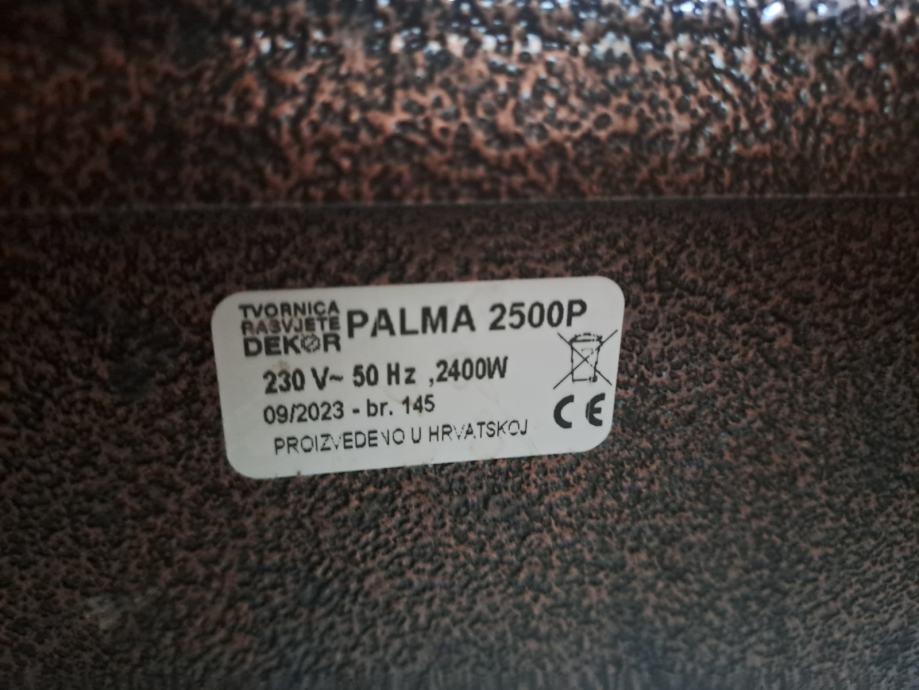 TVORNICA
RASVJETE
DEKOR
PALMA 2500P
230 V~ 50 Hz ,2400W
09/2023 - br. 145
PROIZVEDENO U HRVATSKOJ
CE